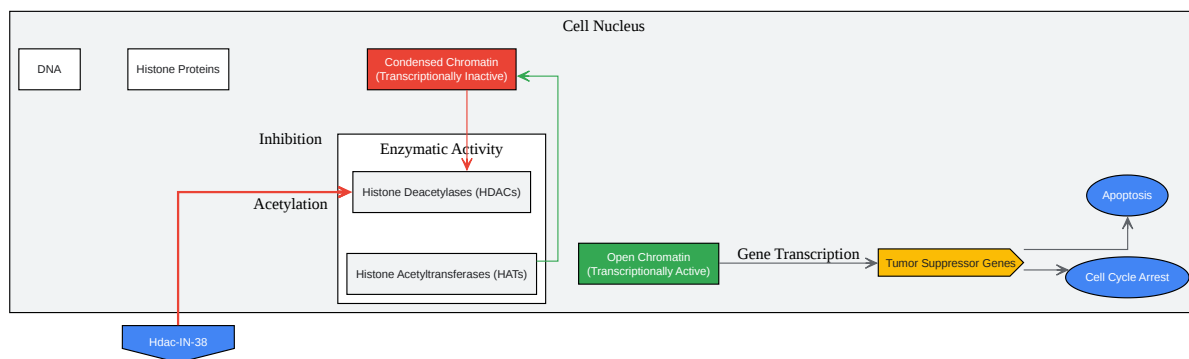 Cell Nucleus
DNA
Histone Proteins
Condensed Chromatin
(Transcriptionally Inactive)
Inhibition
Enzymatic Activity
Histone Deacetylases (HDACs)
Acetylation
Apoptosis
Histone Acetyltransferases (HATs)
Open Chromatin
(Transcriptionally Active)
Gene Transcription
Tumor Suppressor Genes
Cell Cycle Arrest
Hdac-IN-38